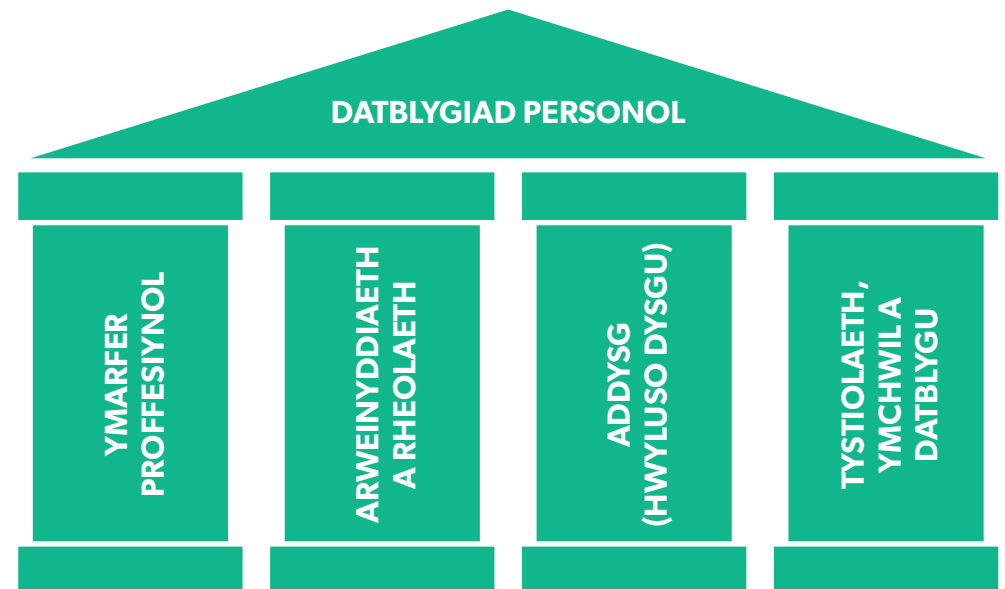 DATBLYGIAD PERSONOL
YMARFER
PROFFESIYNOL
ARWEINYDDIAETH
A RHEOLAETH
ADDYSG
(HWYLUSO DYSGU)
TYSTIOLAETH,
YMCHWIL A
DATBLYGU